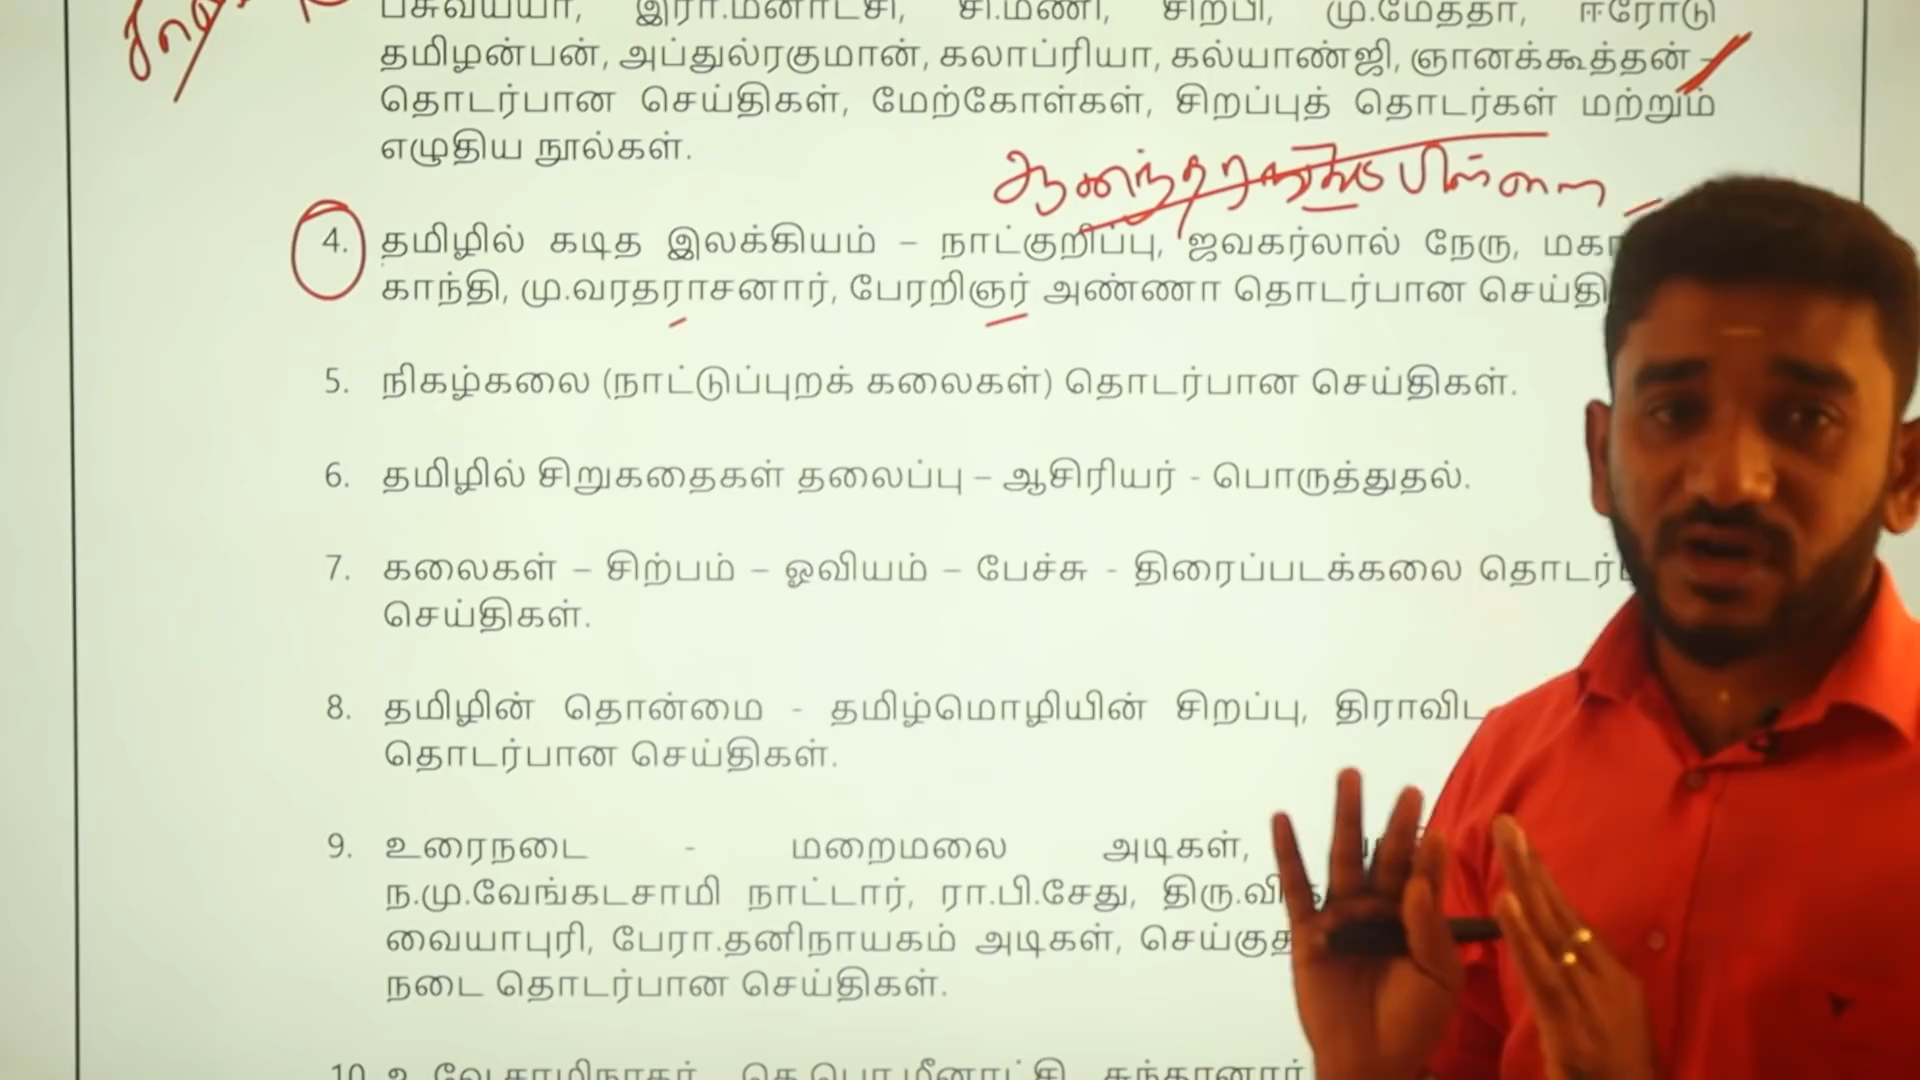 பசுவய்யா, இரா.மீனாட்சி, சி.மணி, சிற்பி, மு.மேத்தா, ஈரோடு
தமிழன்பன், அப்துல்ரகுமான், கலாப்ரியா, கல்யாண்ஜி, ஞானக்கூத்தன் -
தொடர்பான செய்திகள், மேற்கோள்கள், சிறப்புத் தொடர்கள் மற்றும்
எழுதிய நூல்கள்.
ஆனந்தரங்கம் பிள்ளை
4. தமிழில் கடித இலக்கியம் – நாட்குறிப்பு, ஜவகர்லால் நேரு,
காந்தி, மு.வரதராசனார், பேரறிஞர் அண்ணா தொடர்பான
5. நிகழ்கலை (நாட்டுப்புறக் கலைகள்) தொடர்பான செய்திகள்.
6. தமிழில் சிறுகதைகள் தலைப்பு – ஆசிரியர் - பொருத்துதல்.
7. கலைகள் – சிற்பம் – ஓவியம் – பேச்சு - திரைப்படக்கலை
செய்திகள்.
8. தமிழின் தொன்மை - தமிழ்மொழியின் சிறப்பு,
தொடர்பான செய்திகள்.
9. உரைநடை - மறைமலை அடிகள்,
ந.மு.வேங்கடசாமி நாட்டார், ரா.பி.சேது,
வையாபுரி, பேரா.தனிநாயகம் அடிகள்,
நடை தொடர்பான செய்திகள்.